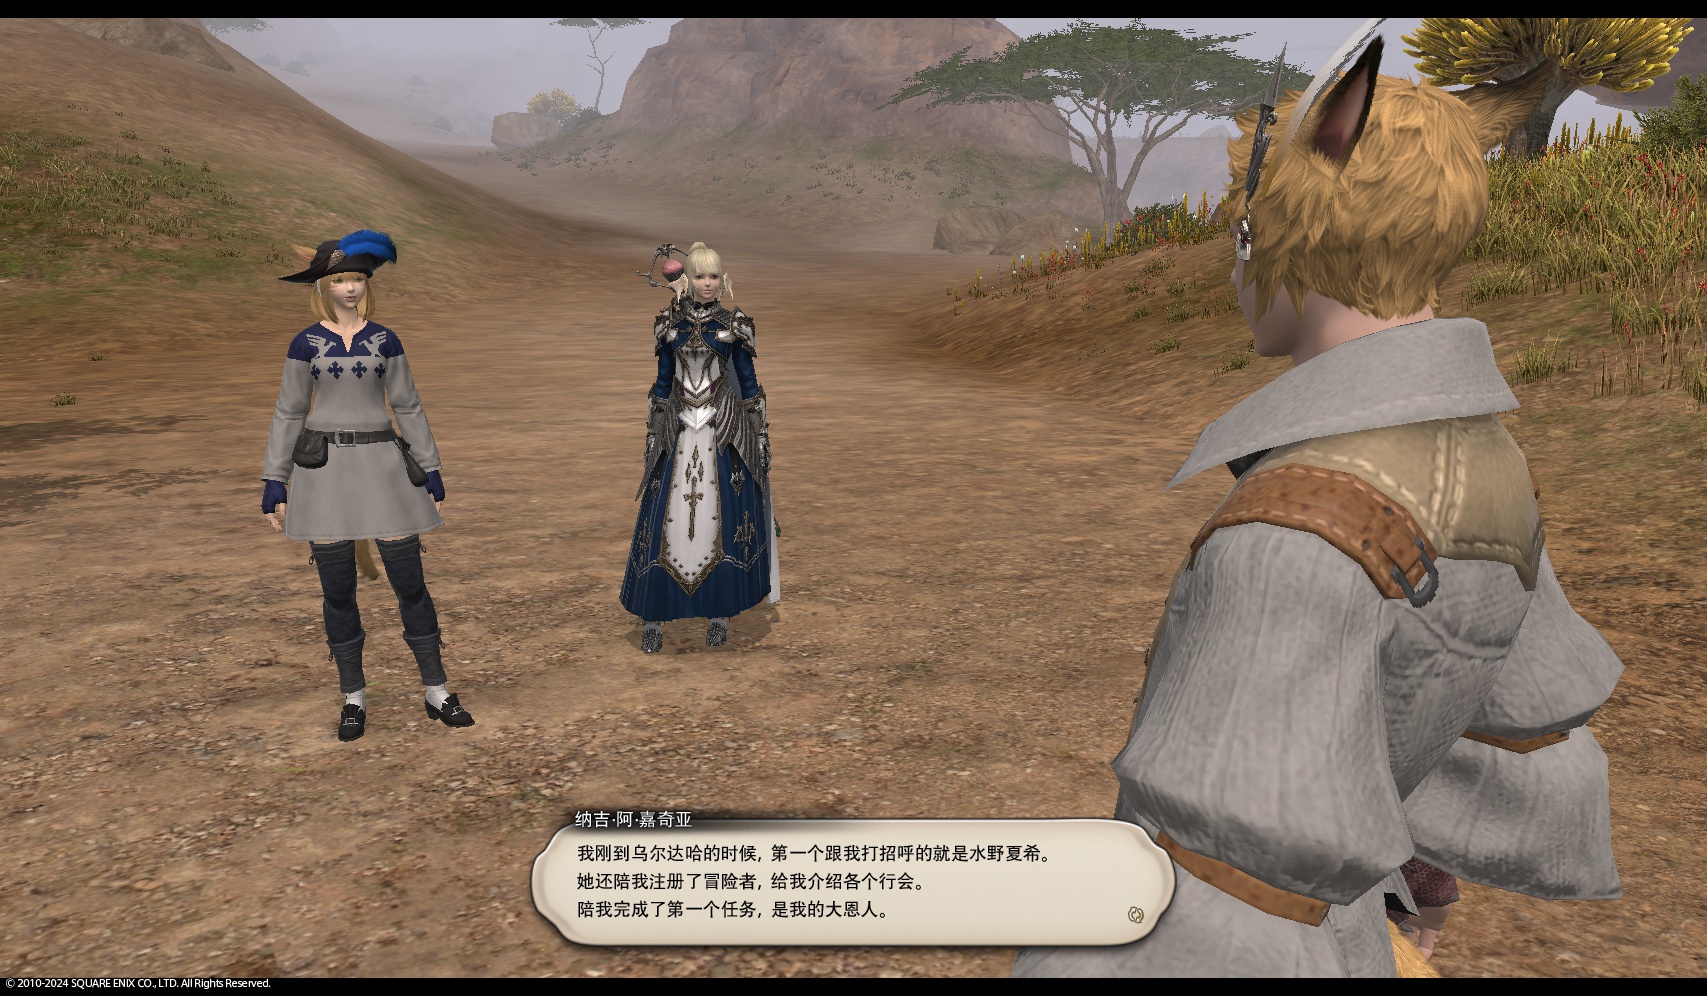 纳吉·阿·嘉奇亚
我刚到乌尔达哈的时候,第一个跟我打招呼的就是水野夏希。
她还陪我注册了冒险者,给我介绍各个行会。
陪我完成了第一个任务,是我的大恩人。
© 2010-2024 SQUARE ENIX CO., LTD. All Rights Reserved.